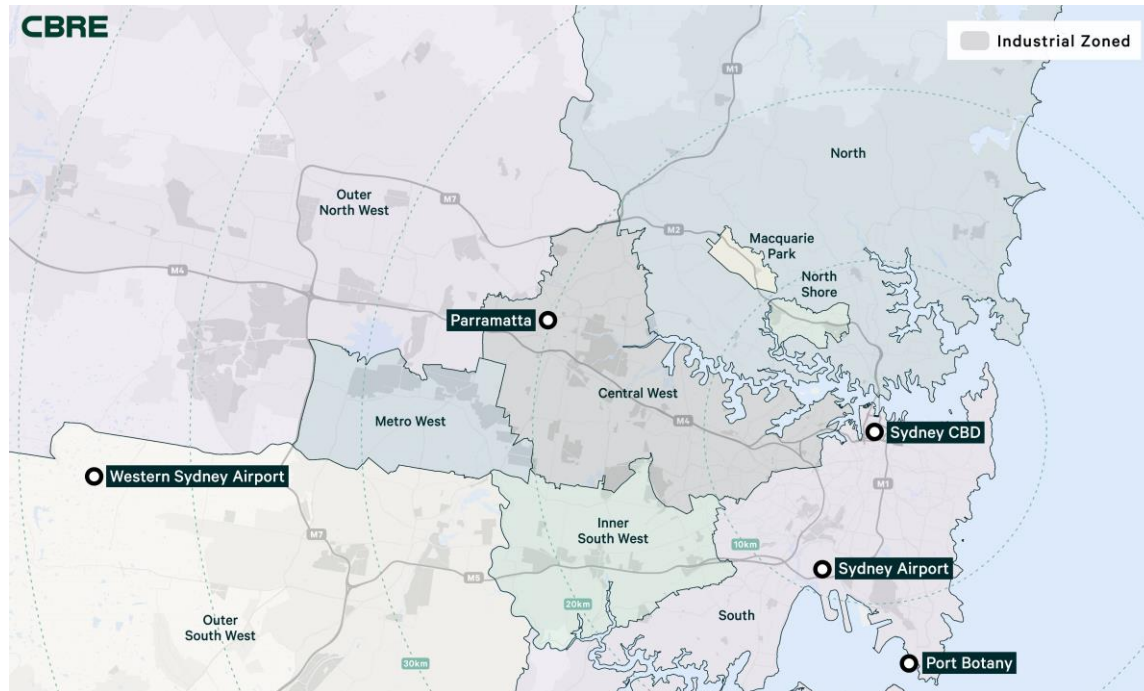 CBRE
Industrial Zoned
M1
North
Outer
North West
M7
M2
Macquarie
Park
M4
North
Shore
Parramatta
Central West
Metro West
M4
Sydney CBD
Western Sydney Airport
M1
M7
Inner
South West
10km
M5
Sydney Airport
20km
Outer
South West
South
30km
Port Botany